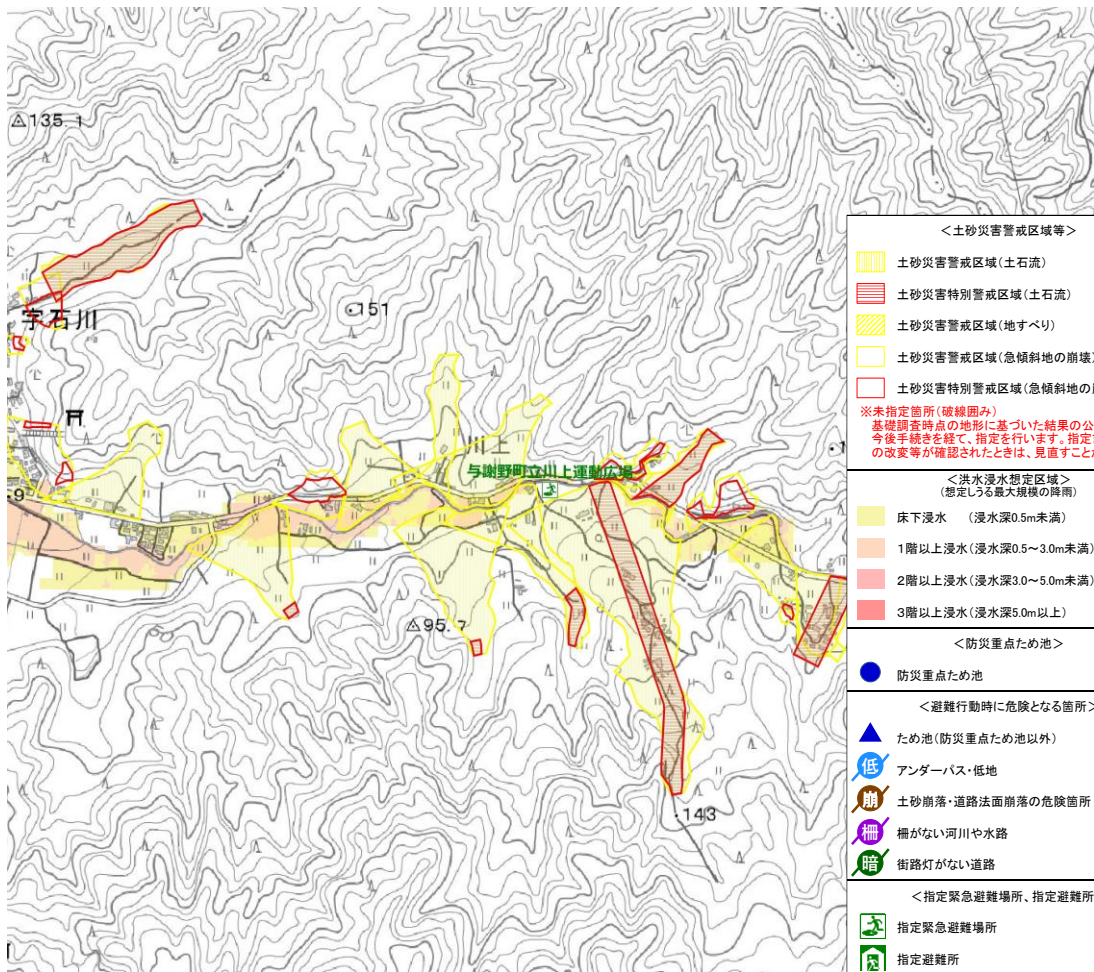 135.1
151
字石川
川上
与謝野町立川上運動広場
9
95.7
143
＜土砂災害警戒区域等＞
土砂災害警戒区域(土石流)
土砂災害特別警戒区域(土石流)
土砂災害警戒区域(地すべり)
土砂災害警戒区域(急傾斜地の崩壊)
土砂災害特別警戒区域(急傾斜地の
※未指定箇所(破線囲み)
基礎調査時点の地形に基づいた結果の公
今後手続きを経て、指定を行います。指定
の改変等が確認されたときは、見直すこと
＜洪水浸水想定区域＞
(想定しうる最大規模の降雨)
床下浸水 (浸水深0.5m未満)
1階以上浸水(浸水深0.5～3.0m未満)
2階以上浸水(浸水深3.0～5.0m未満)
3階以上浸水(浸水深5.0m以上)
＜防災重点ため池＞
防災重点ため池
＜避難行動時に危険となる箇所＞
ため池(防災重点ため池以外)
低 アンダーパス・低地
崩 土砂崩落・道路法面崩落の危険箇所
柵 柵がない河川や水路
暗 街路灯がない道路
＜指定緊急避難場所、指定避難所
指定緊急避難場所
指定避難所